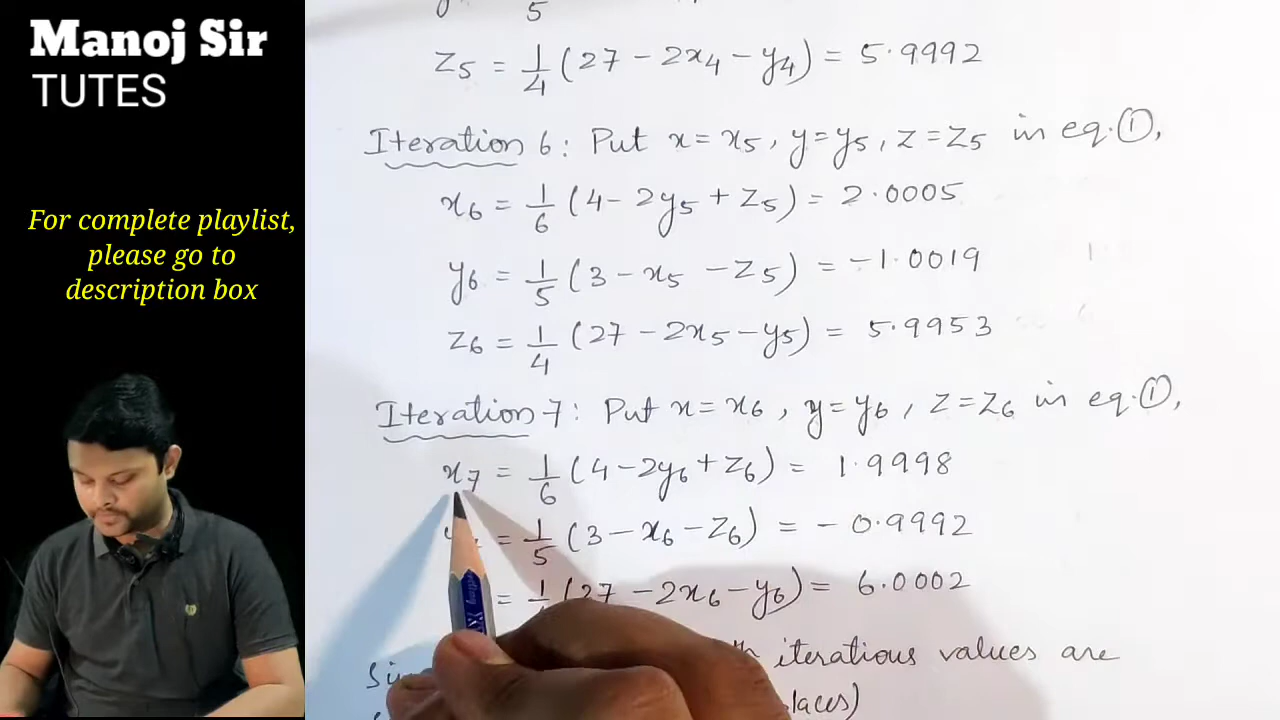 Manoj Sir
TUTES
For complete playlist,
please go to
description box
5
z₅ = 1/4 (27 - 2x₄ - y₄) = 5.9992
Iteration 6: Put x = x₅, y = y₅, z = z₅ in eq. ①,
x₆ = 1/6 (4 - 2y₅ + z₅) = 2.0005
y₆ = 1/5 (3 - x₅ - z₅) = -1.0019
z₆ = 1/4 (27 - 2x₅ - y₅) = 5.9953
Iteration 7: Put x = x₆, y = y₆, z = z₆ in eq. ①,
x₇ = 1/6 (4 - 2y₆ + z₆) = 1.9998
= 1/5 (3 - x₆ - z₆) = -0.9992
= (27 - 2x₆ - y₆) = 6.0002
iterations values are